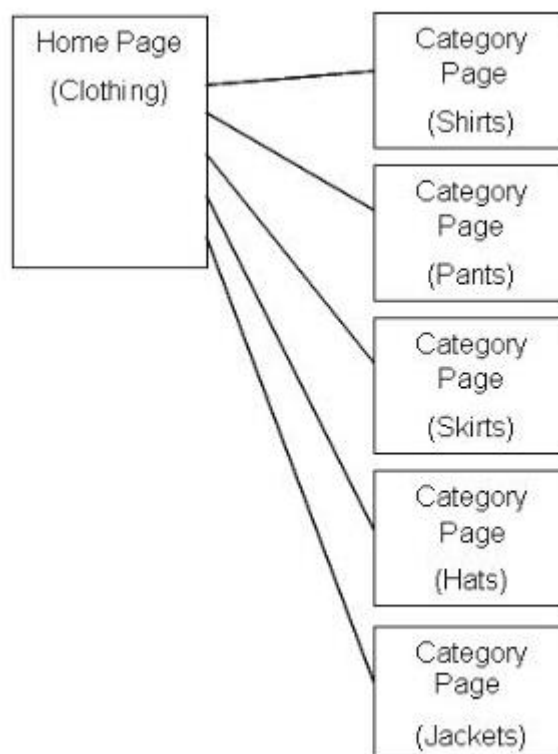 Home Page
(Clothing)
Category
Page
(Shirts)
Category
Page
(Pants)
Category
Page
(Skirts)
Category
Page
(Hats)
Category
Page
(Jackets)